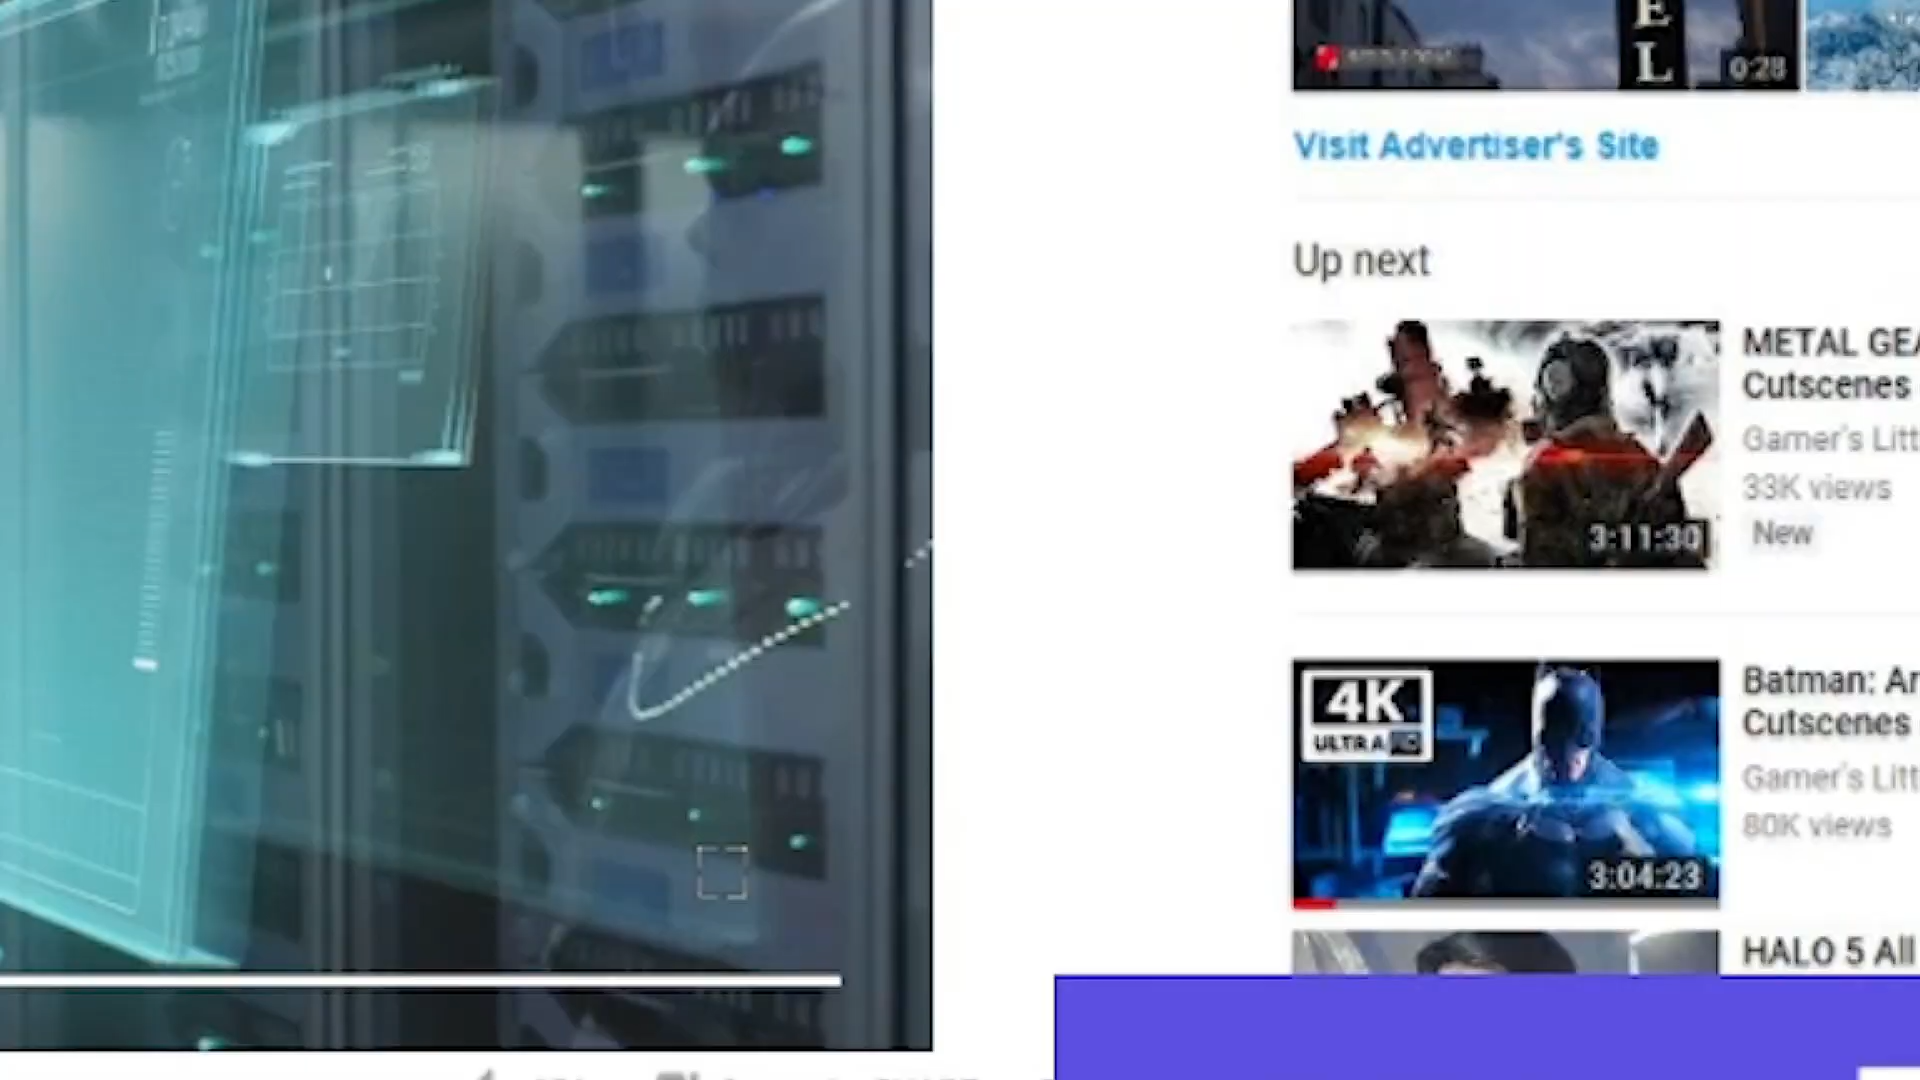 E
L
0:28
Visit Advertiser's Site
Up next
METAL GEA
Cutscenes
Gamer's Litt
33K views
New
3:11:30
4K
ULTRA HD
Batman: Ar
Cutscenes
Gamer's Litt
80K views
3:04:23
HALO 5 All